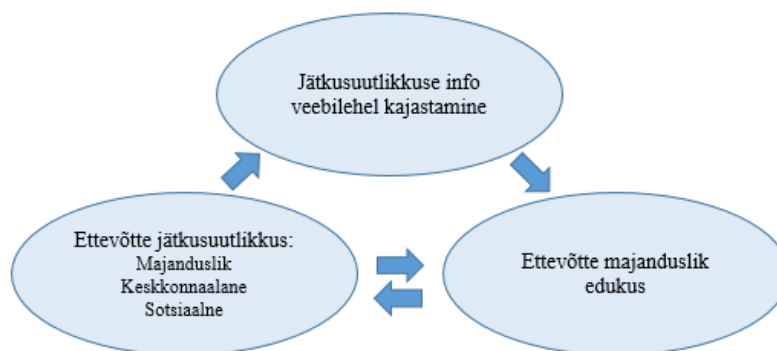 Jätkusuutlikkuse info
veebilehel kajastamine
Ettevõtte jätkusuutlikkus:
Majanduslik
Keskkonnaalane
Sotsiaalne
Ettevõtte majanduslik
edukus